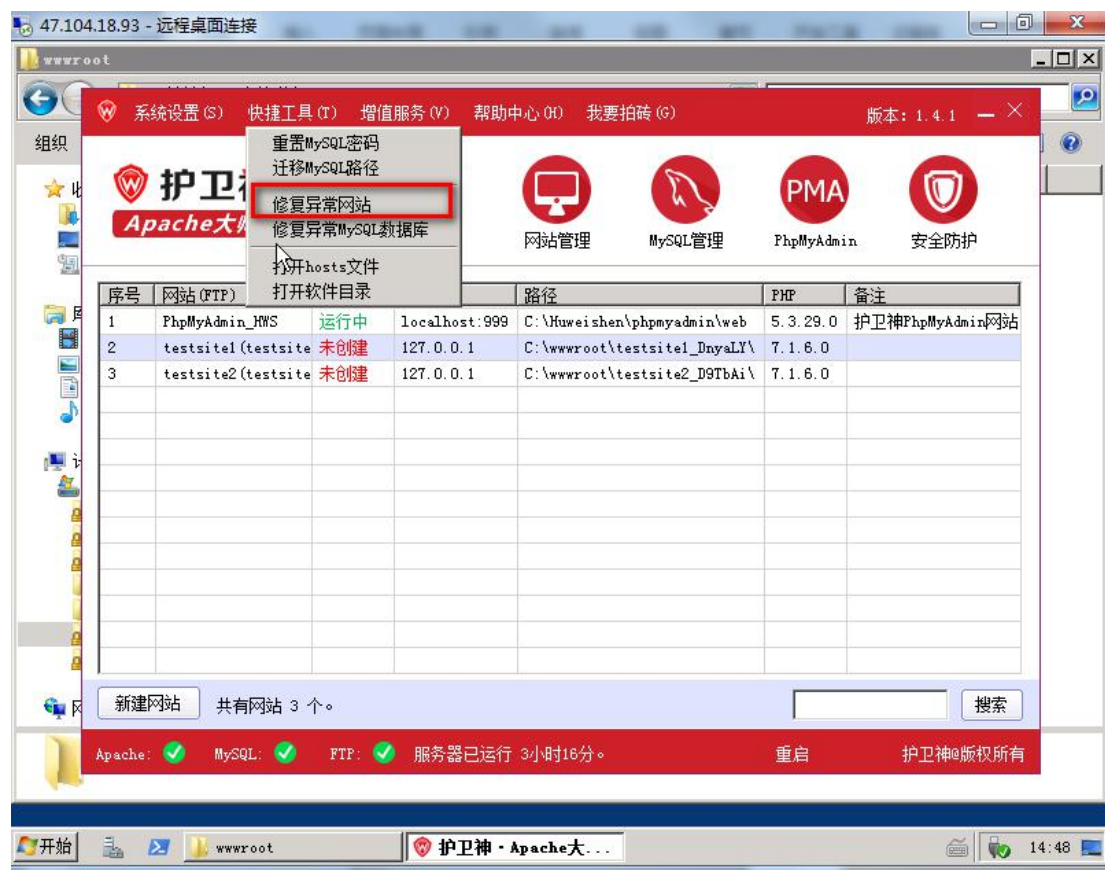 47.104.18.93 - 远程桌面连接
wwwroot
系统设置(S) 快捷工具(T) 增值服务(V) 帮助中心(H) 我要拍砖(G) 版本: 1.4.1
组织
重置MySQL密码
迁移MySQL路径
修复异常网站
修复异常MySQL数据库
打开hosts文件
打开软件目录
护卫
Apache大
PMA
网站管理 MySQL管理 PhpMyAdmin 安全防护
序号 网站(FTP) 路径 PHP 备注
1 PhpMyAdmin_HWS 运行中 localhost:999 C:\Huweishen\phpmyadmin\web 5.3.29.0 护卫神PhpMyAdmin网站
2 testsite1(testsite 未创建 127.0.0.1 C:\wwwroot\testsite1_DnyaLY\ 7.1.6.0
3 testsite2(testsite 未创建 127.0.0.1 C:\wwwroot\testsite2_D9TbAi\ 7.1.6.0
新建网站 共有网站 3 个。 搜索
Apache: MySQL: FTP: 服务器已运行 3小时16分。 重启 护卫神@版权所有
开始 wwwroot 护卫神·Apache大... 14:48